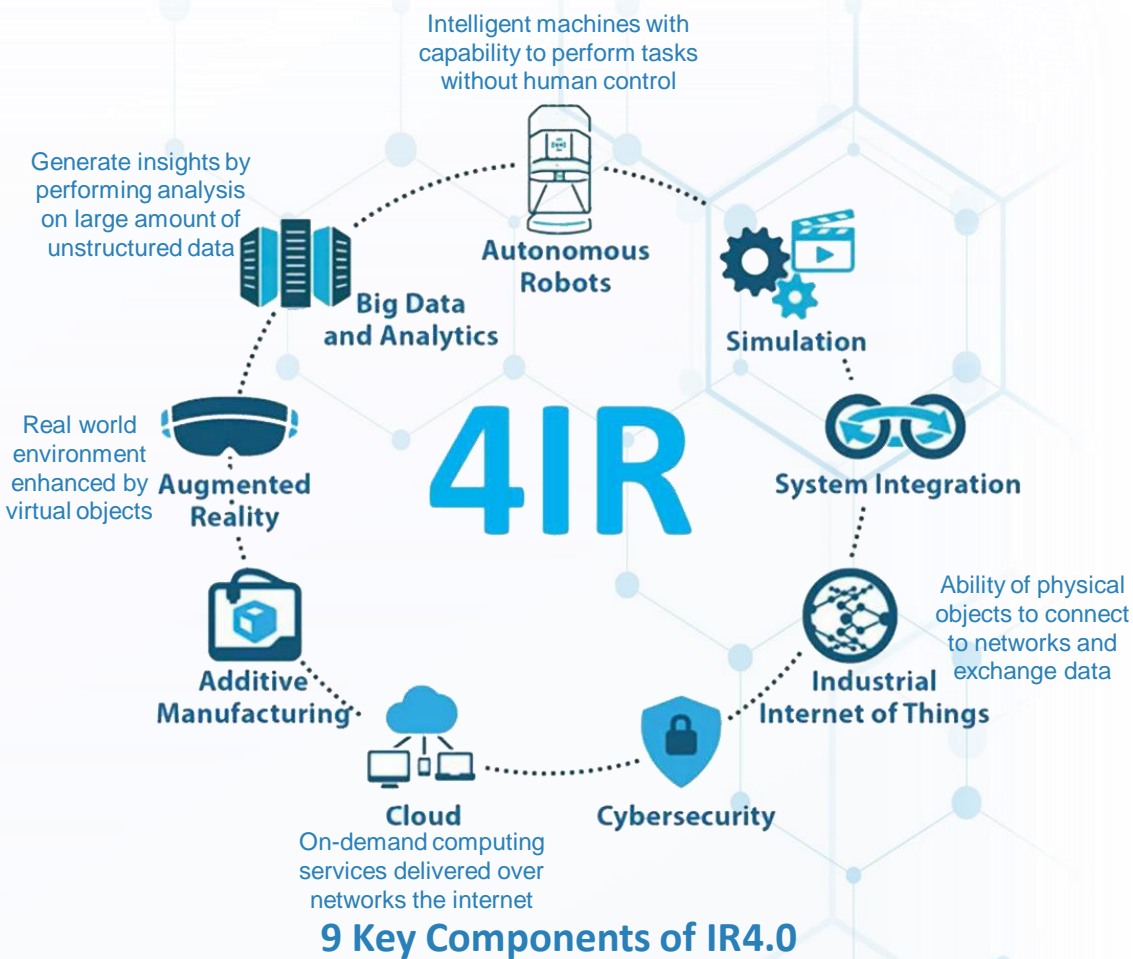 Intelligent machines with
capability to perform tasks
without human control
Generate insights by
performing analysis
on large amount of
unstructured data
Autonomous
Robots
Big Data
and Analytics
Simulation
4IR
Real world
environment
enhanced by
virtual objects
Augmented
Reality
System Integration
Ability of physical
objects to connect
to networks and
exchange data
Additive
Manufacturing
Industrial
Internet of Things
Cloud
Cybersecurity
On-demand computing
services delivered over
networks the internet
9 Key Components of IR4.0